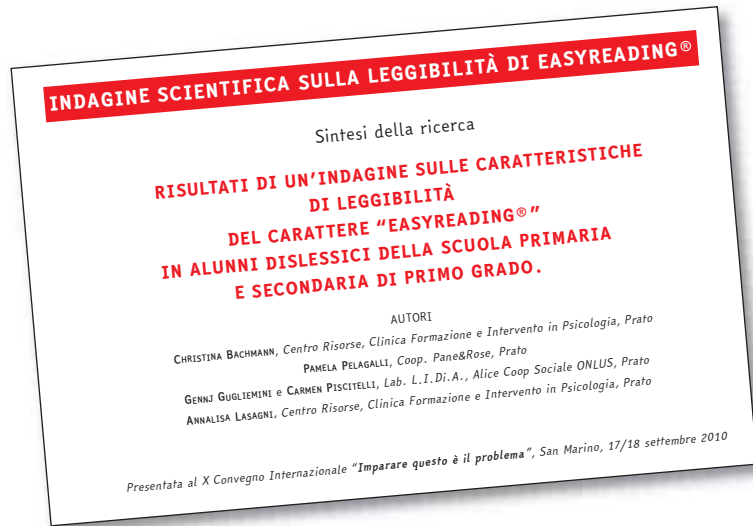 INDAGINE SCIENTIFICA SULLA LEGGIBILITÀ DI EASYREADING®
Sintesi della ricerca
RISULTATI DI UN'INDAGINE SULLE CARATTERISTICHE
DI LEGGIBILITÀ
DEL CARATTERE “EASYREADING®”
IN ALUNNI DISLESSICI DELLA SCUOLA PRIMARIA
E SECONDARIA DI PRIMO GRADO.
AUTORI
CHRISTINA BACHMANN, Centro Risorse, Clinica Formazione e Intervento in Psicologia, Prato
PAMELA PELAGALLI, Coop. Pane&Rose, Prato
GENNJ GUGLIEMINI e CARMEN PISCITELLI, Lab. L.I.Di.A., Alice Coop Sociale ONLUS, Prato
ANNALISA LASAGNI, Centro Risorse, Clinica Formazione e Intervento in Psicologia, Prato
Presentata al X Convegno Internazionale “Imparare questo è il problema”, San Marino, 17/18 settembre 2010